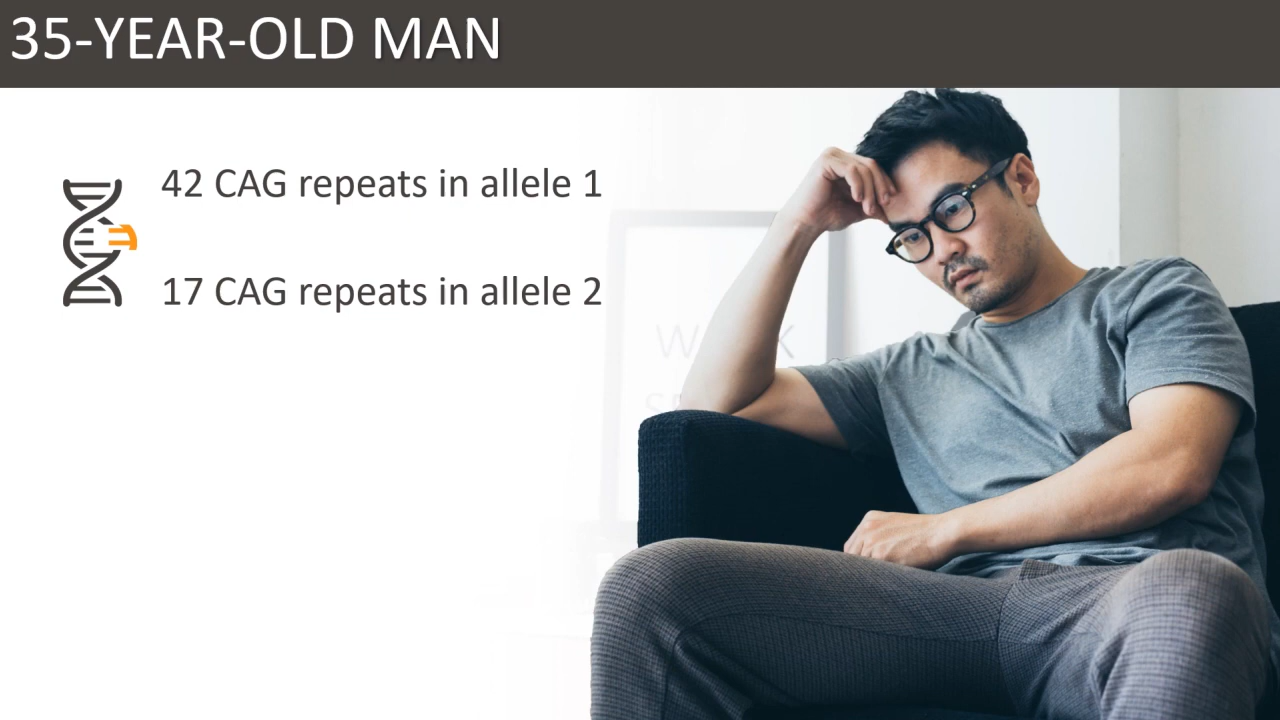 35-YEAR-OLD MAN
42 CAG repeats in allele 1
17 CAG repeats in allele 2